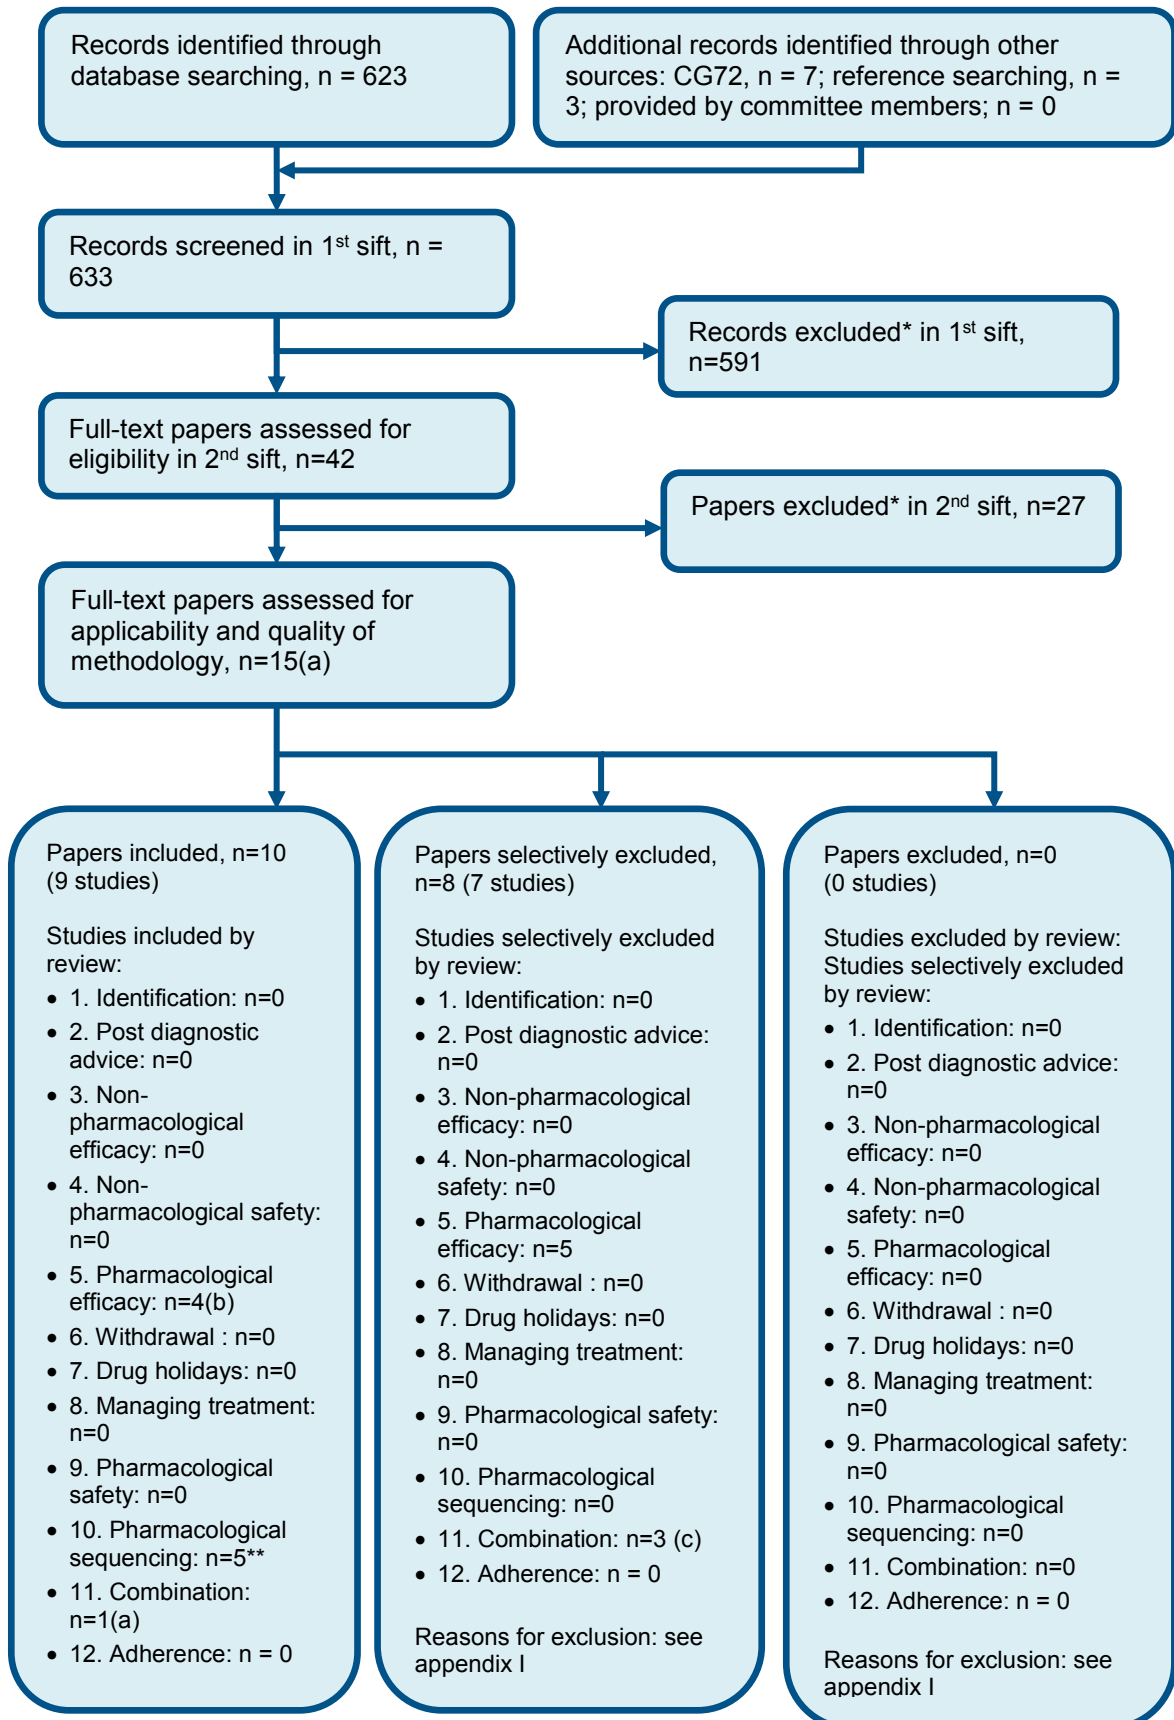 Records identified through
database searching, n = 623
Additional records identified through other
sources: CG72, n = 7; reference searching, n =
3; provided by committee members; n = 0
Records screened in 1st sift, n =
633
Records excluded* in 1st sift,
n=591
Full-text papers assessed for
eligibility in 2nd sift, n=42
Papers excluded* in 2nd sift, n=27
Full-text papers assessed for
applicability and quality of
methodology, n=15(a)
Papers included, n=10
(9 studies)
Studies included by
review:
• 1. Identification: n=0
• 2. Post diagnostic
advice: n=0
• 3. Non-
pharmacological
efficacy: n=0
• 4. Non-
pharmacological safety:
n=0
• 5. Pharmacological
efficacy: n=4(b)
• 6. Withdrawal : n=0
• 7. Drug holidays: n=0
• 8. Managing treatment:
n=0
• 9. Pharmacological
safety: n=0
• 10. Pharmacological
sequencing: n=5**
• 11. Combination:
n=1(a)
• 12. Adherence: n = 0
Papers selectively excluded,
n=8 (7 studies)
Studies selectively excluded
by review:
• 1. Identification: n=0
• 2. Post diagnostic advice:
n=0
• 3. Non-pharmacological
efficacy: n=0
• 4. Non-pharmacological
safety: n=0
• 5. Pharmacological
efficacy: n=5
• 6. Withdrawal : n=0
• 7. Drug holidays: n=0
• 8. Managing treatment:
n=0
• 9. Pharmacological safety:
n=0
• 10. Pharmacological
sequencing: n=0
• 11. Combination: n=3 (c)
• 12. Adherence: n = 0
Reasons for exclusion: see
appendix I
Papers excluded, n=0
(0 studies)
Studies excluded by review:
Studies selectively excluded
by review:
• 1. Identification: n=0
• 2. Post diagnostic advice:
n=0
• 3. Non-pharmacological
efficacy: n=0
• 4. Non-pharmacological
safety: n=0
• 5. Pharmacological
efficacy: n=0
• 6. Withdrawal : n=0
• 7. Drug holidays: n=0
• 8. Managing treatment:
n=0
• 9. Pharmacological safety:
n=0
• 10. Pharmacological
sequencing: n=0
• 11. Combination: n=0
• 12. Adherence: n = 0
Reasons for exclusion: see
appendix I